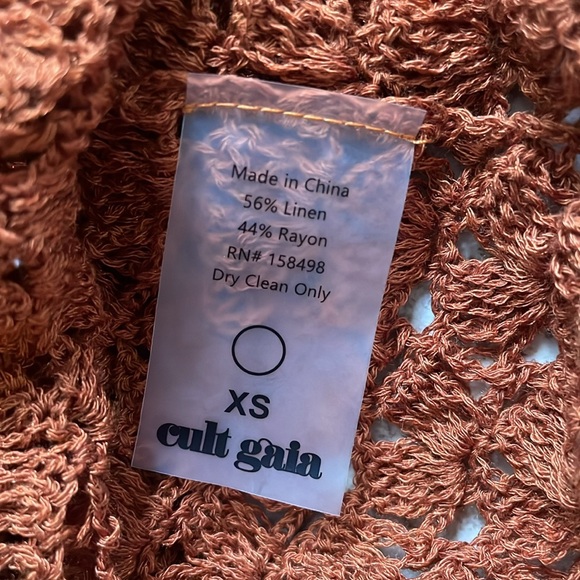 Made in China
56% Linen
44% Rayon
RN# 158498
Dry Clean Only
XS
cult gaia